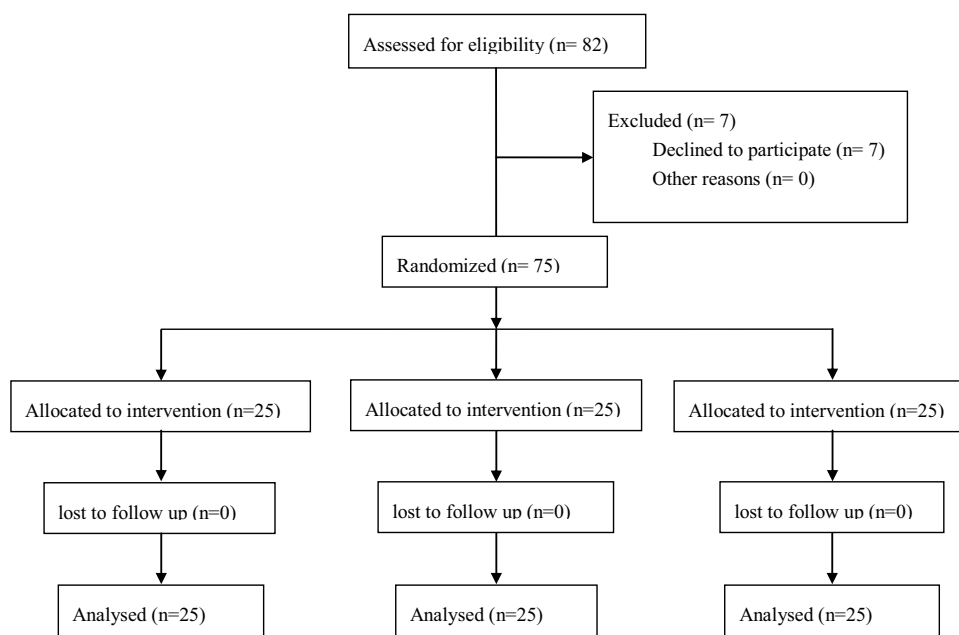 Assessed for eligibility (n= 82)
Excluded (n= 7)
Declined to participate (n= 7)
Other reasons (n= 0)
Randomized (n= 75)
Allocated to intervention (n=25)
Allocated to intervention (n=25)
Allocated to intervention (n=25)
lost to follow up (n=0)
lost to follow up (n=0)
lost to follow up (n=0)
Analysed (n=25)
Analysed (n=25)
Analysed (n=25)